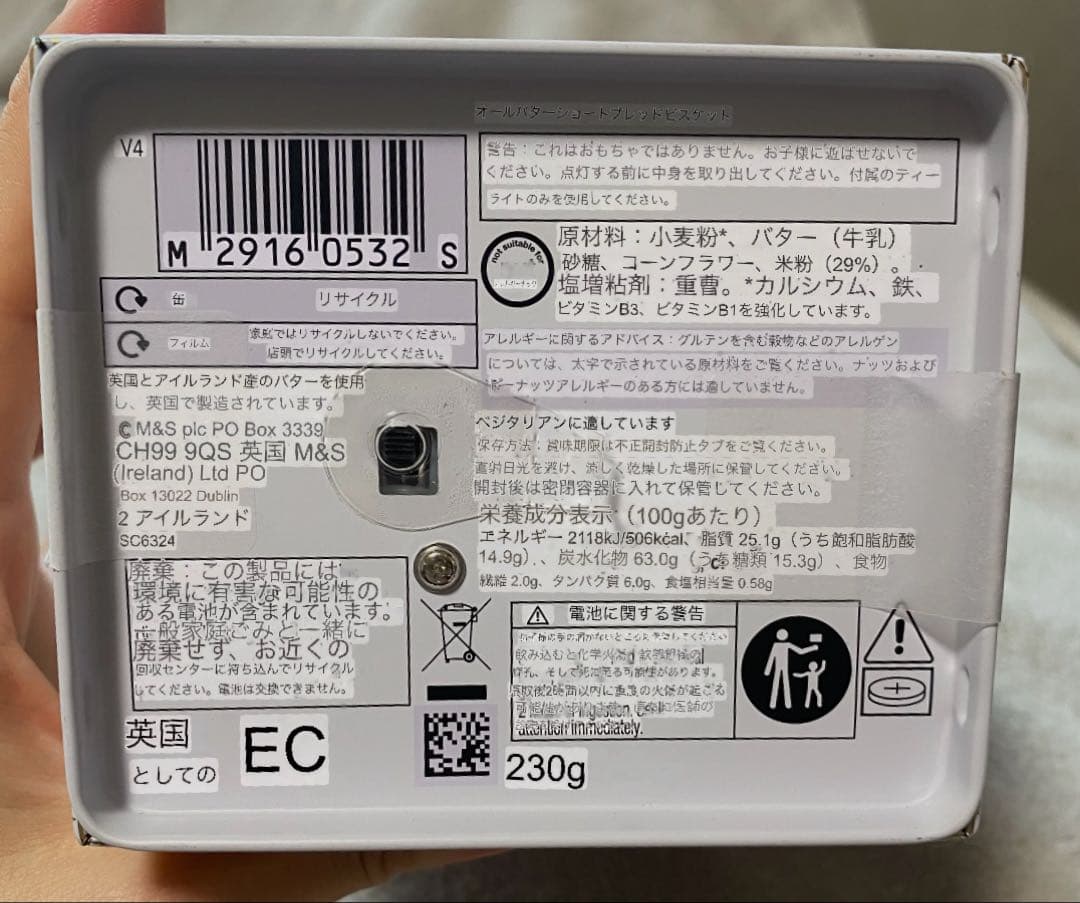 オールバターショートブレッドビスケット
V4
M 29160532 S
警告：これはおもちゃではありません。お子様に遊ばせないで
ください。点灯する前に中身を取り出してください。付属のティー
ライトのみを使用してください。
not suitable for
原材料：小麦粉*、バター（牛乳）
砂糖、コーンフラワー、米粉（29%）。
塩増粘剤：重曹。*カルシウム、鉄、
ビタミンB3、ビタミンB1を強化しています。
缶 リサイクル
フィルム
家庭ではリサイクルしないでください。
店頭でリサイクルしてください。
アレルギーに関するアドバイス：グルテンを含む穀物などのアレルゲン
については、太字で示されている原材料をご覧ください。ナッツおよび
ピーナッツアレルギーのある方には適していません。
英国とアイルランド産のバターを使用
し、英国で製造されています。
©M&S plc PO Box 3339
CH99 9QS 英国 M&S
(Ireland) Ltd PO
Box 13022 Dublin
2 アイルランド
SC6324
ベジタリアンに適しています
保存方法：賞味期限は不正開封防止タブをご覧ください。
直射日光を避け、涼しく乾燥した場所に保管してください。
開封後は密閉容器に入れて保管してください。
栄養成分表示（100gあたり）
エネルギー 2118kJ/506kcal、脂質 25.1g（うち飽和脂肪酸
14.9g）、炭水化物 63.0g（うち糖類 15.3g）、食物
繊維 2.0g、タンパク質 6.0g、食塩相当量 0.58g
廃棄：この製品には
環境に有害な可能性の
ある電池が含まれています。
一般家庭ごみと一緒に
廃棄せず、お近くの
回収センターに持ち込んでリサイクル
してください。電池は交換できません。
電池に関する警告
飲み込むと化学火傷
attention immediately.
英国
としての
EC
230g